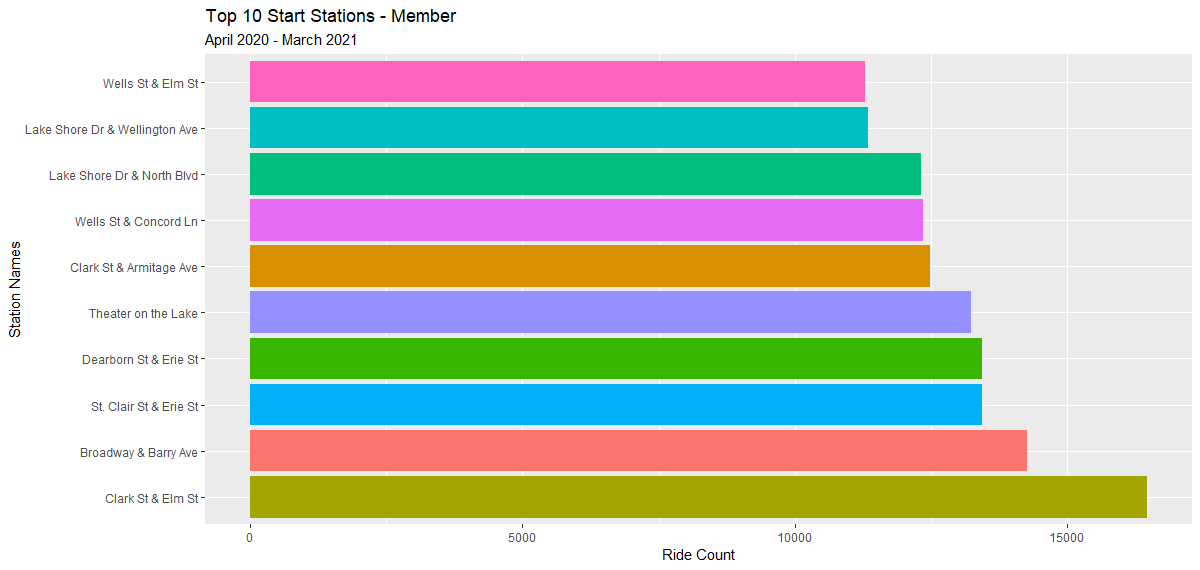 Top 10 Start Stations - Member
April 2020 - March 2021
Station Names
Wells St & Elm St
Lake Shore Dr & Wellington Ave
Lake Shore Dr & North Blvd
Wells St & Concord Ln
Clark St & Armitage Ave
Theater on the Lake
Dearborn St & Erie St
St. Clair St & Erie St
Broadway & Barry Ave
Clark St & Elm St
0 5000 10000 15000
Ride Count